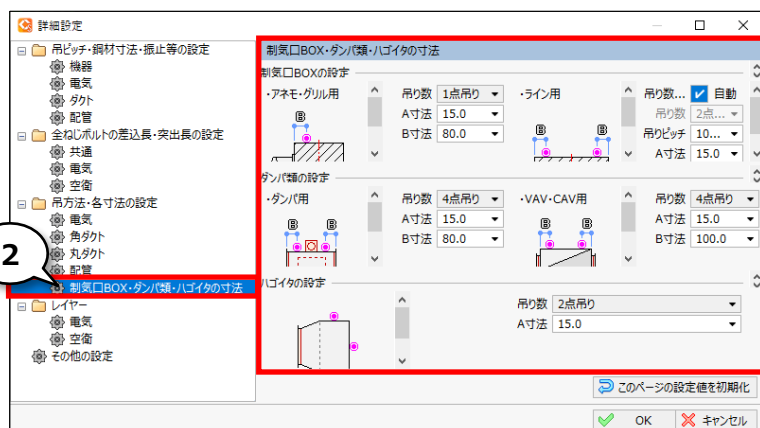 詳細設定
吊ピッチ・鋼材寸法・振止等の設定
機器
電気
ダクト
配管
全ねじボルトの差込長・突出長の設定
共通
電気
空衛
吊方法・各寸法の設定
電気
角ダクト
丸ダクト
配管
2
制気口BOX・ダンパ類・ハゴイタの寸法
レイヤー
電気
空衛
その他の設定
制気口BOX・ダンパ類・ハゴイタの寸法
制気口BOXの設定
・アネモ・グリル用
B
吊り数 1点吊り
A寸法 15.0
B寸法 80.0
・ライン用
B B
吊り数... 自動
吊り数 2点...
吊りピッチ 10...
A寸法 15.0
ダンパ類の設定
・ダンパ用
B B
吊り数 4点吊り
A寸法 15.0
B寸法 80.0
・VAV・CAV用
B B
吊り数 4点吊り
A寸法 15.0
B寸法 100.0
ハゴイタの設定
吊り数 2点吊り
A寸法 15.0
このページの設定値を初期化
OK キャンセル